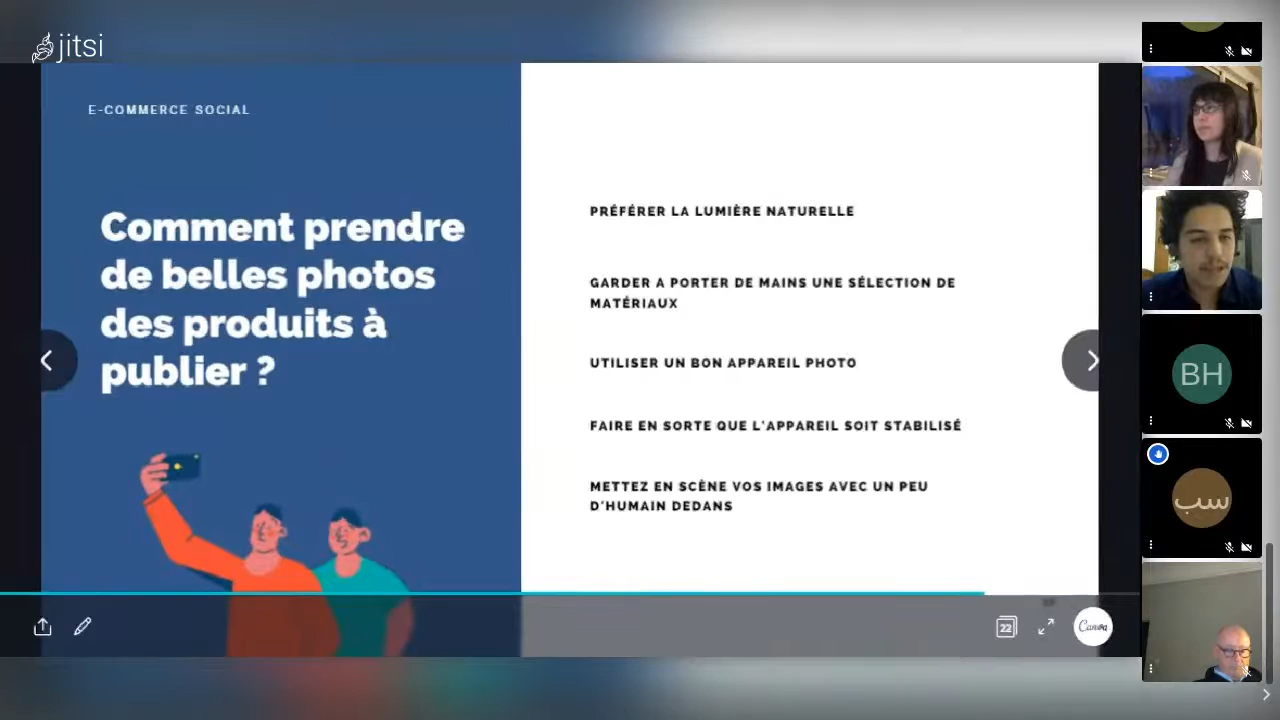 jitsi
E-COMMERCE SOCIAL
Comment prendre
de belles photos
des produits à
publier ?
PRÉFÉRER LA LUMIÈRE NATURELLE
GARDER A PORTER DE MAINS UNE SÉLECTION DE
MATÉRIAUX
UTILISER UN BON APPAREIL PHOTO
FAIRE EN SORTE QUE L'APPAREIL SOIT STABILISÉ
METTEZ EN SCÈNE VOS IMAGES AVEC UN PEU
D'HUMAIN DEDANS
22
Canva
BH
سب